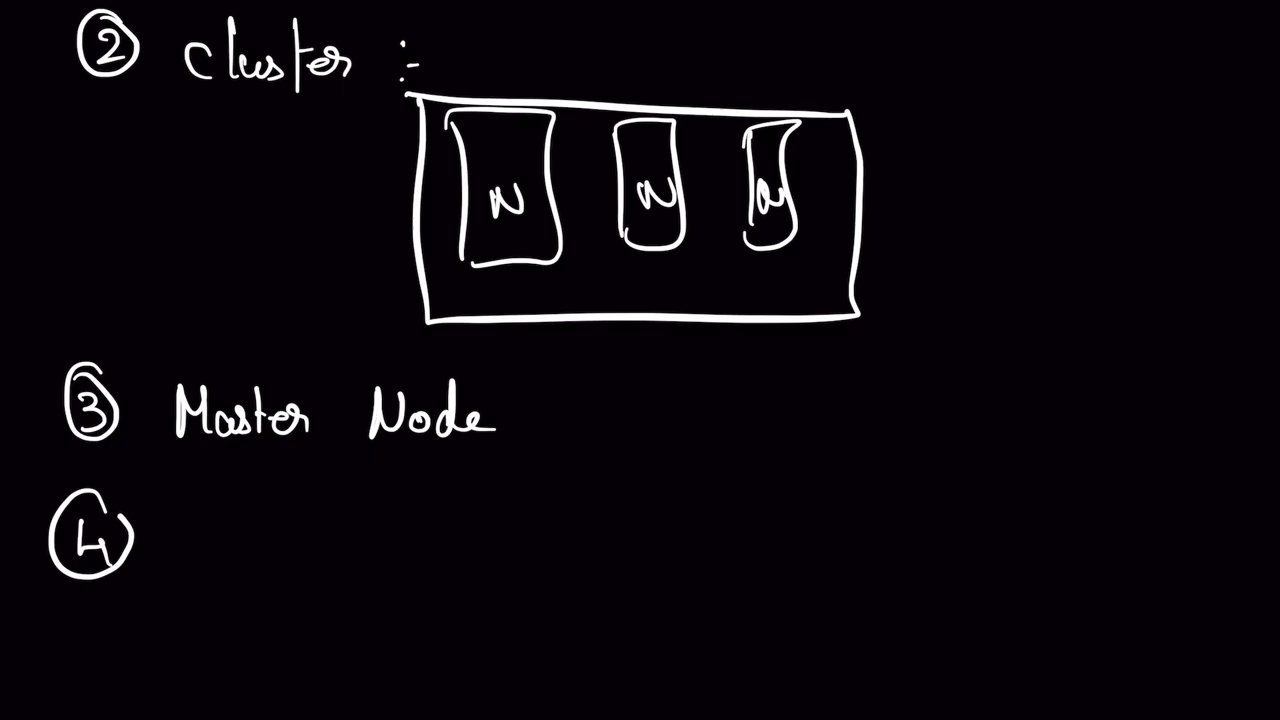 ② Cluster :-
N N N
③ Master Node
④